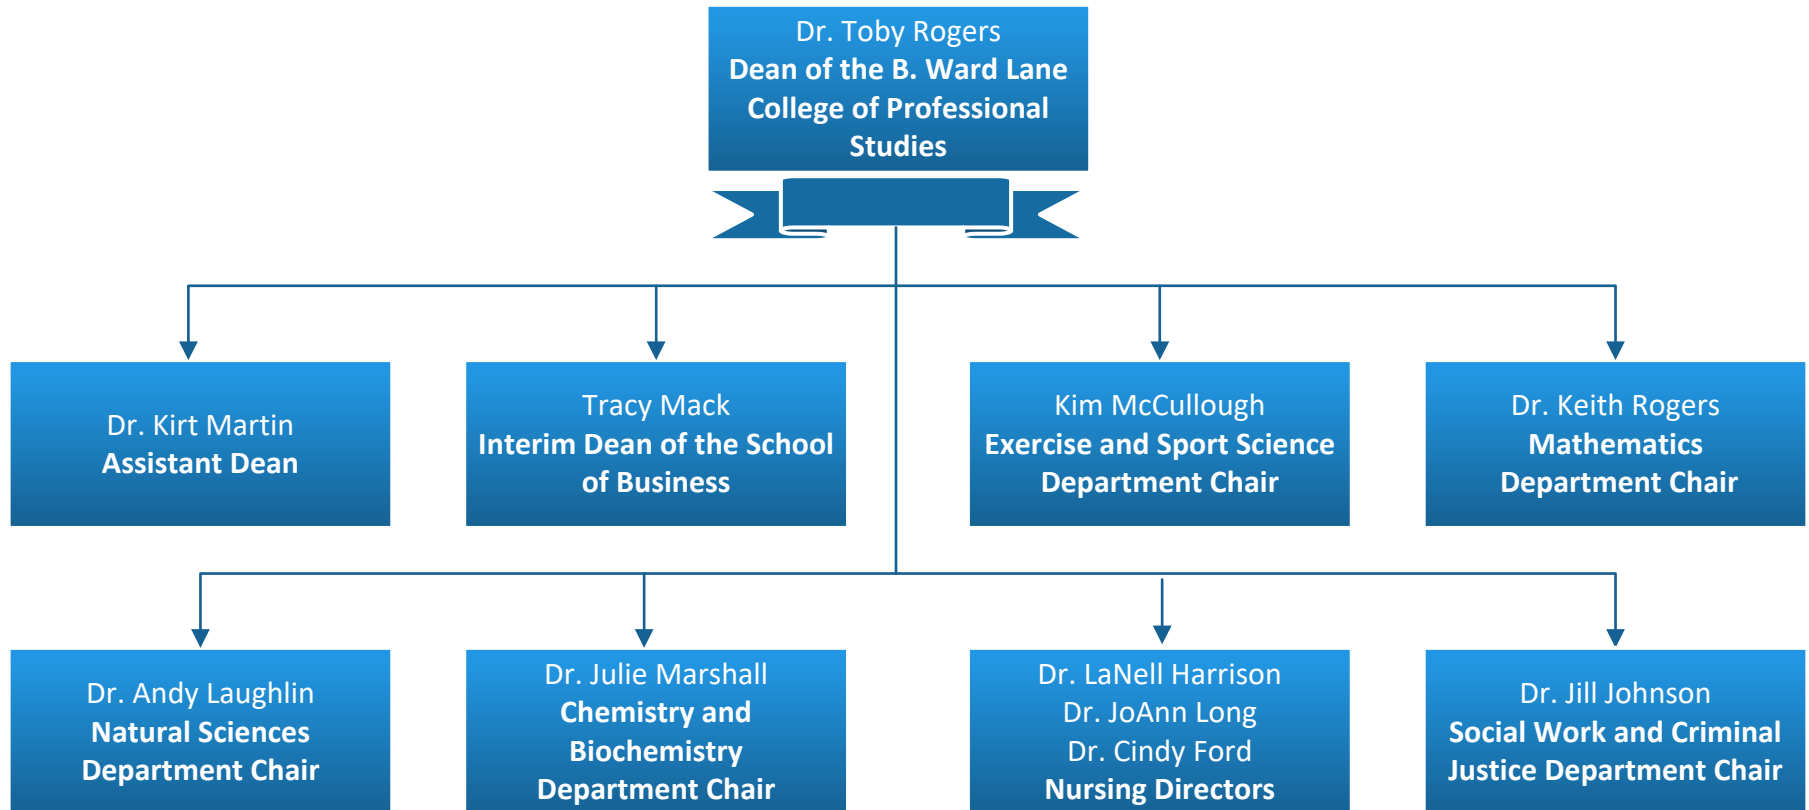 Dr. Toby Rogers
Dean of the B. Ward Lane
College of Professional
Studies
Dr. Kirt Martin
Assistant Dean
Tracy Mack
Interim Dean of the School
of Business
Kim McCullough
Exercise and Sport Science
Department Chair
Dr. Keith Rogers
Mathematics
Department Chair
Dr. Andy Laughlin
Natural Sciences
Department Chair
Dr. Julie Marshall
Chemistry and
Biochemistry
Department Chair
Dr. LaNell Harrison
Dr. JoAnn Long
Dr. Cindy Ford
Nursing Directors
Dr. Jill Johnson
Social Work and Criminal
Justice Department Chair